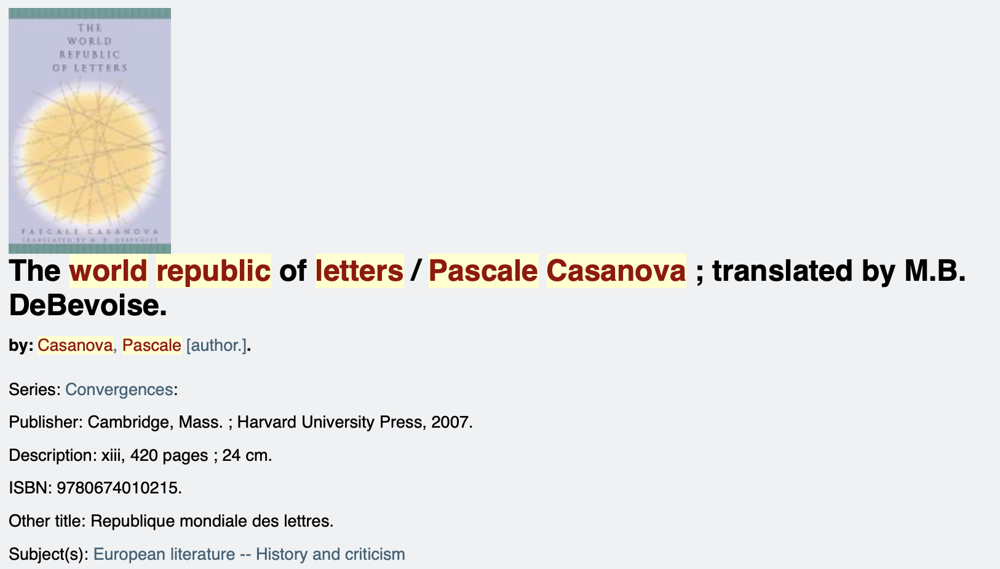 THE
WORLD
REPUBLIC
OF LETTERS
PASCALE CASANOVA
TRANSLATED BY M. B. DEBEVOISE
The world republic of letters / Pascale Casanova ; translated by M.B.
DeBevoise.
by: Casanova, Pascale [author.].
Series: Convergences:
Publisher: Cambridge, Mass. ; Harvard University Press, 2007.
Description: xiii, 420 pages ; 24 cm.
ISBN: 9780674010215.
Other title: Republique mondiale des lettres.
Subject(s): European literature -- History and criticism